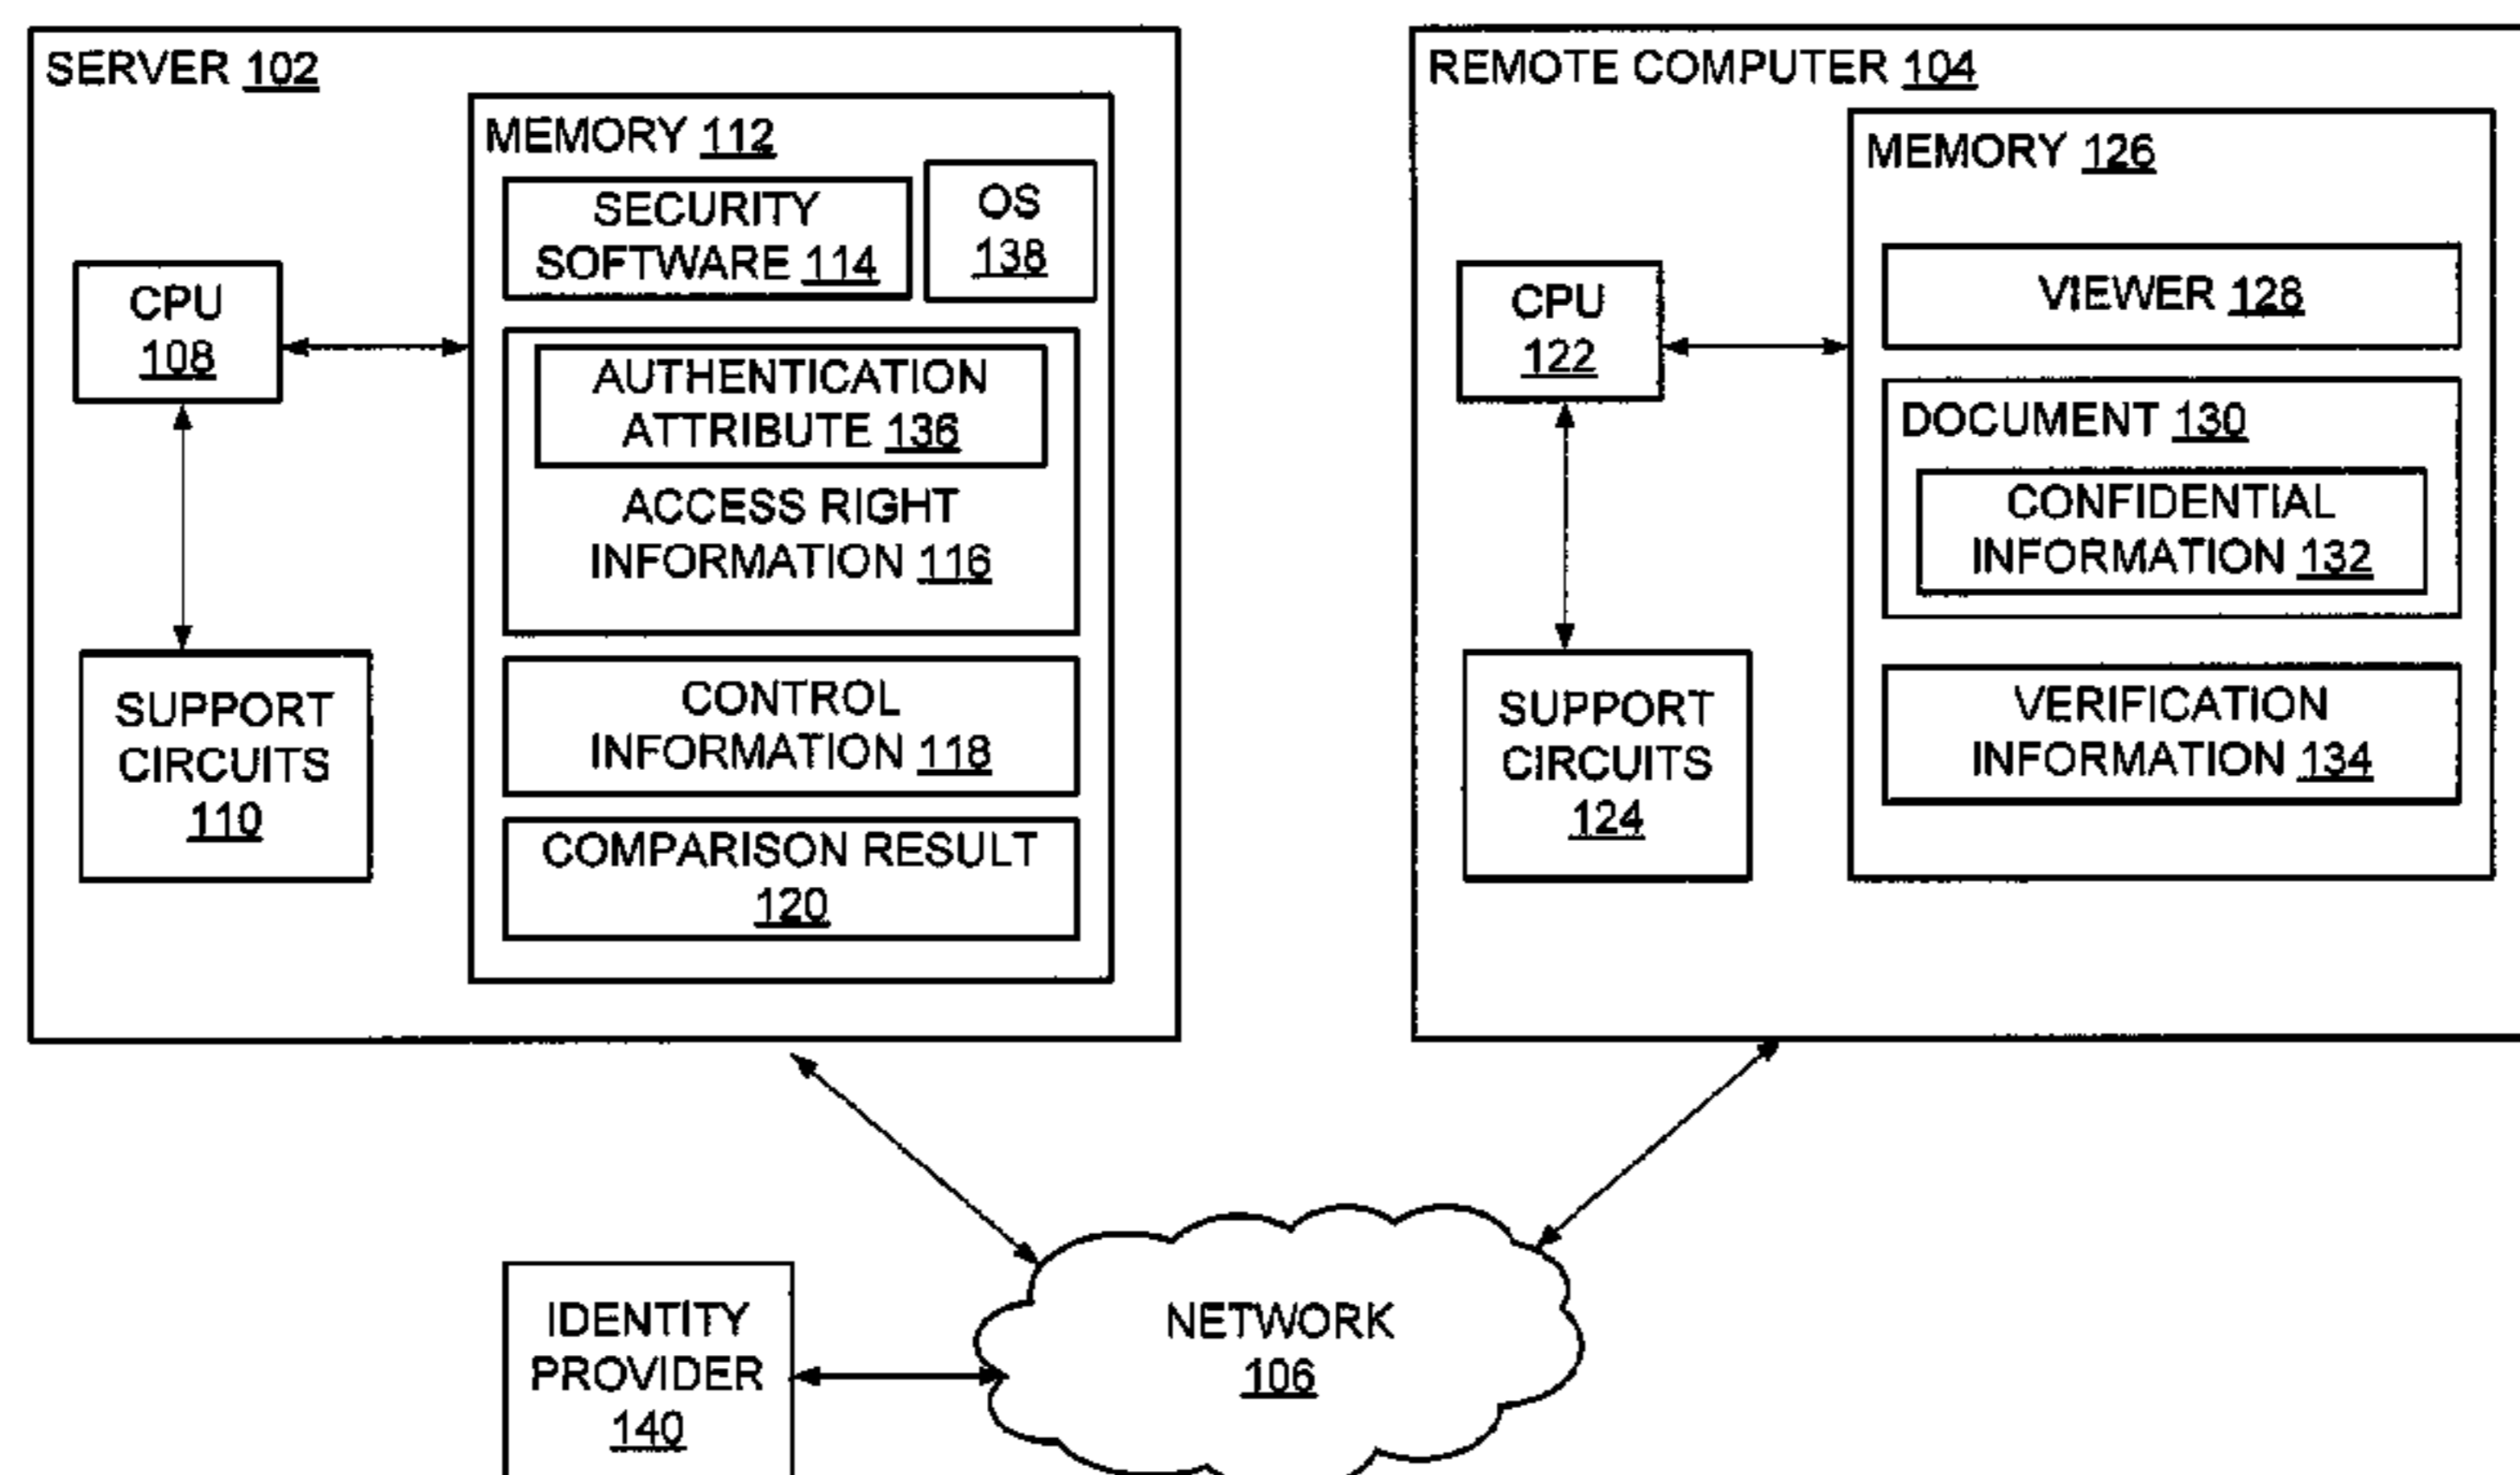 SERVER 102
MEMORY 112
SECURITY
SOFTWARE 114
OS
138
CPU
108
AUTHENTICATION
ATTRIBUTE 136
ACCESS RIGHT
INFORMATION 116
SUPPORT
CIRCUITS
110
CONTROL
INFORMATION 118
COMPARISON RESULT
120
REMOTE COMPUTER 104
MEMORY 126
CPU
122
VIEWER 128
DOCUMENT 130
CONFIDENTIAL
INFORMATION 132
SUPPORT
CIRCUITS
124
VERIFICATION
INFORMATION 134
IDENTITY
PROVIDER
140
NETWORK
106